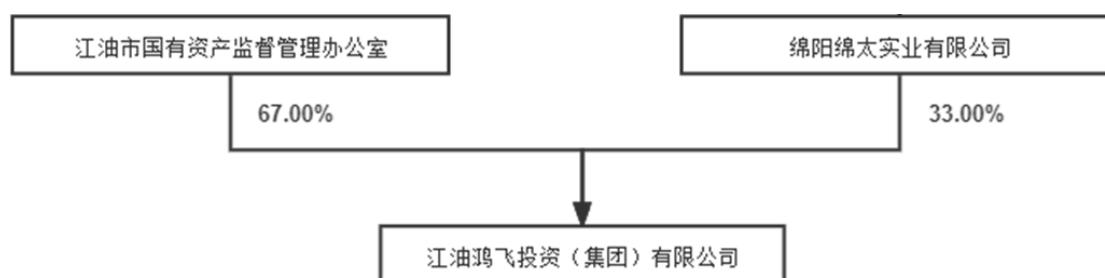 江油市国有资产监督管理办公室
绵阳绵太实业有限公司
67.00%
33.00%
江油鸿飞投资（集团）有限公司